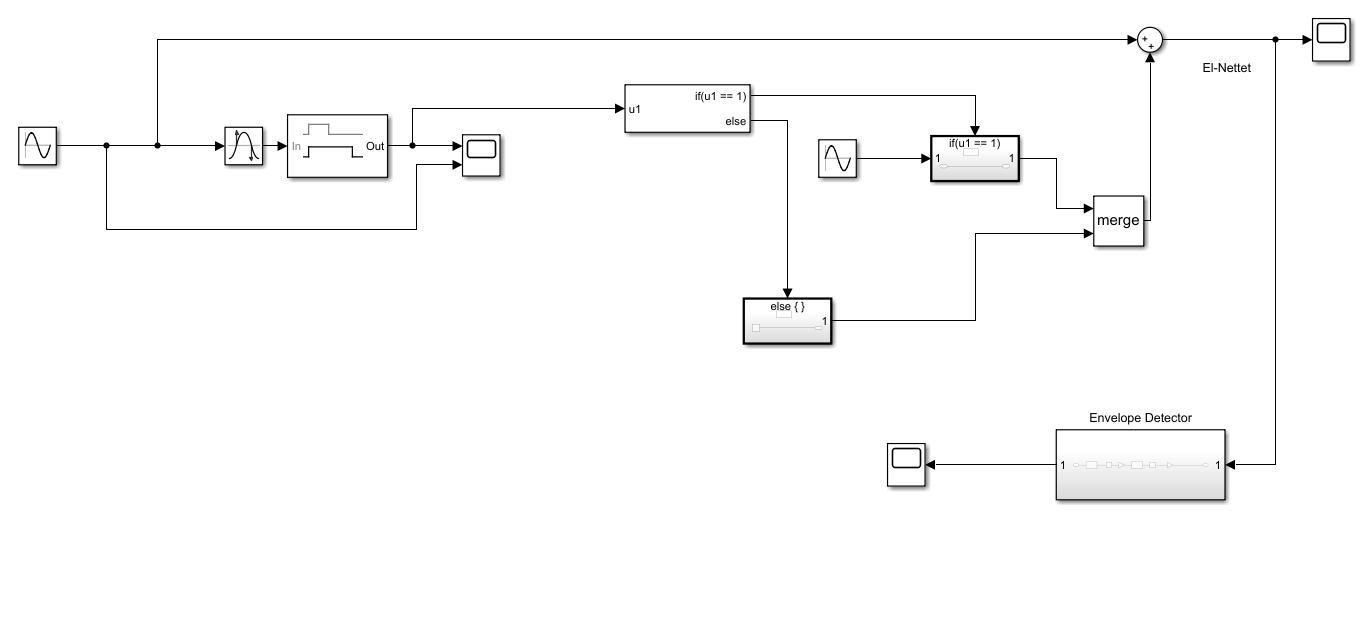 El-Nettet
if(u1 == 1)
u1
else
In
Out
if(u1 == 1)
1
1
merge
else { }
1
Envelope Detector
1
1